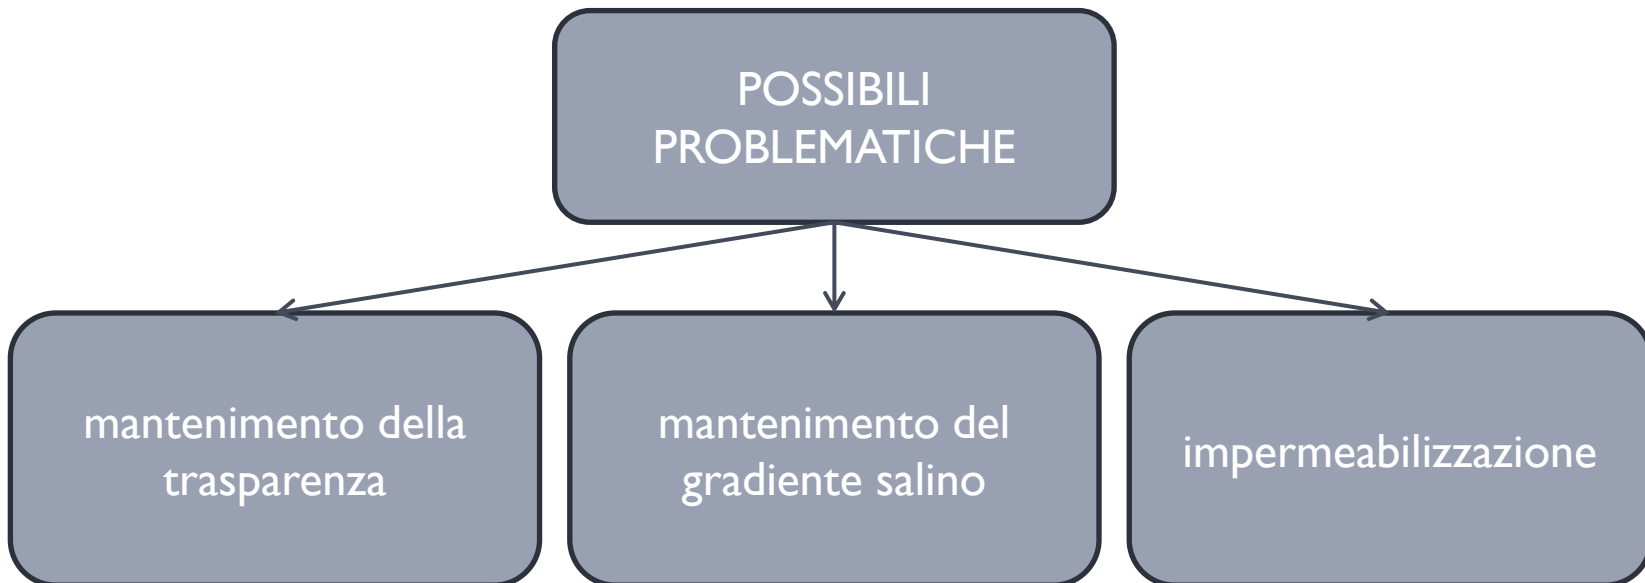 POSSIBILI
PROBLEMATICHE
mantenimento della
trasparenza
mantenimento del
gradiente salino
impermeabilizzazione